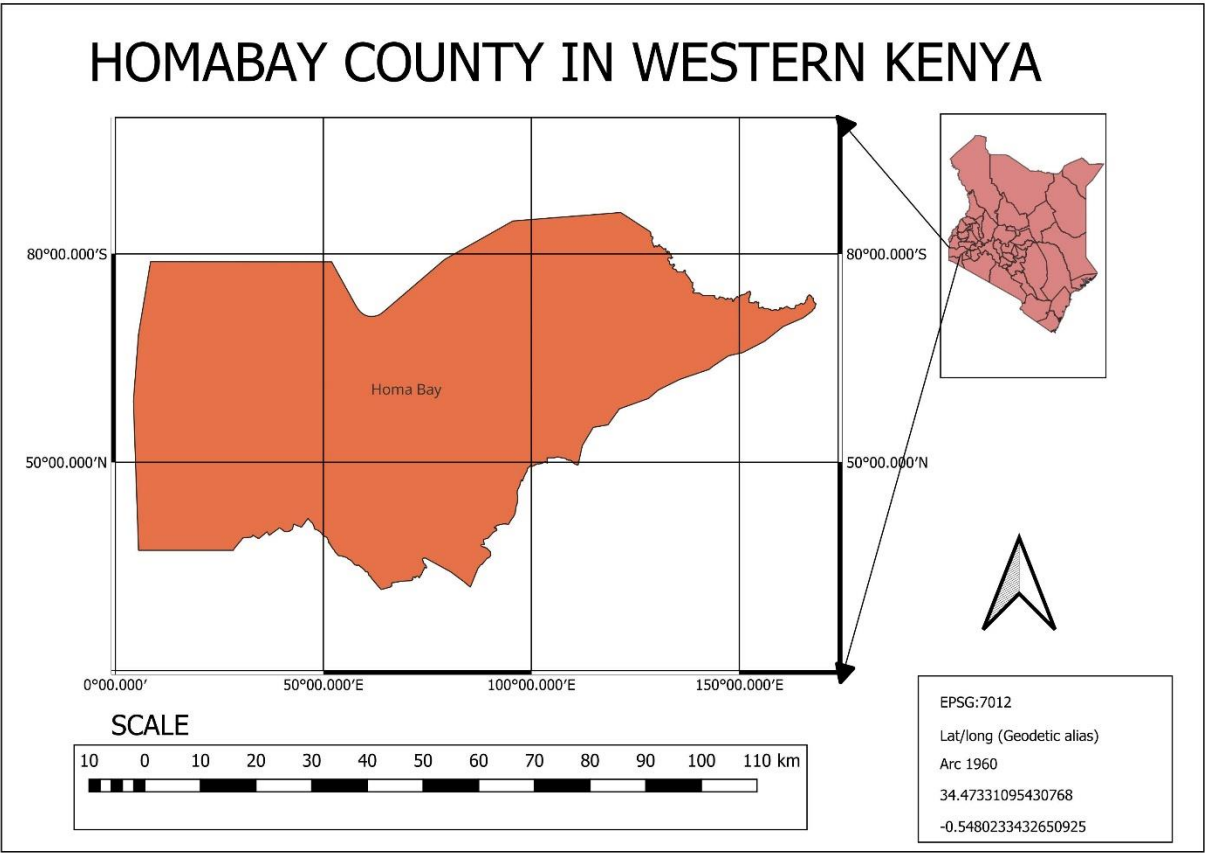 HOMABAY COUNTY IN WESTERN KENYA
80°00.000'S
80°00.000'S
Homa Bay
50°00.000'N
50°00.000'N
0°00.000'
50°00.000'E
100°00.000'E
150°00.000'E
SCALE
10 0 10 20 30 40 50 60 70 80 90 100 110 km
EPSG:7012
Lat/long (Geodetic alias)
Arc 1960
34.47331095430768
-0.5480233432650925